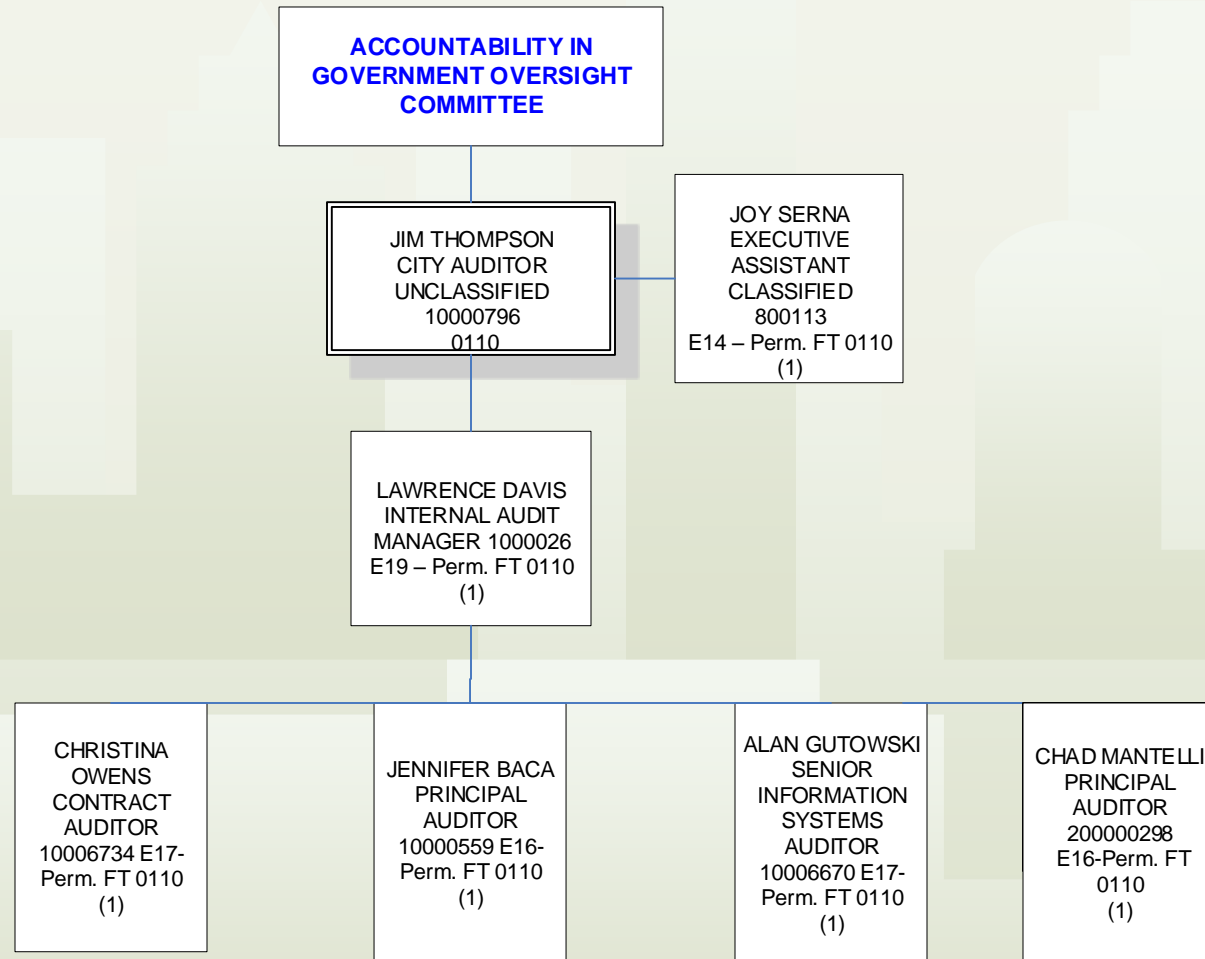 ACCOUNTABILITY IN
GOVERNMENT OVERSIGHT
COMMITTEE
JIM THOMPSON
CITY AUDITOR
UNCLASSIFIED
10000796
0110
JOY SERNA
EXECUTIVE
ASSISTANT
CLASSIFIED
800113
E14 – Perm. FT 0110
(1)
LAWRENCE DAVIS
INTERNAL AUDIT
MANAGER 1000026
E19 – Perm. FT 0110
(1)
CHRISTINA
OWENS
CONTRACT
AUDITOR
10006734 E17-
Perm. FT 0110
(1)
JENNIFER BACA
PRINCIPAL
AUDITOR
10000559 E16-
Perm. FT 0110
(1)
ALAN GUTOWSKI
SENIOR
INFORMATION
SYSTEMS
AUDITOR
10006670 E17-
Perm. FT 0110
(1)
CHAD MANTELLI
PRINCIPAL
AUDITOR
200000298
E16-Perm. FT
0110
(1)